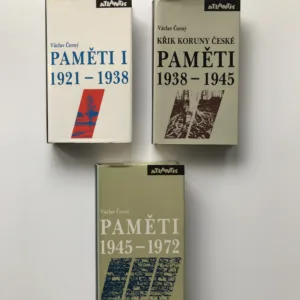 ATLANTIS
Václav Černý
PAMĚTI I
1921 – 1938
ATLANTIS
Václav Černý
KŘIK KORUNY ČESKÉ
PAMĚTI
1938 – 1945
ATLANTIS
Václav Černý
PAMĚTI
1945 – 1972